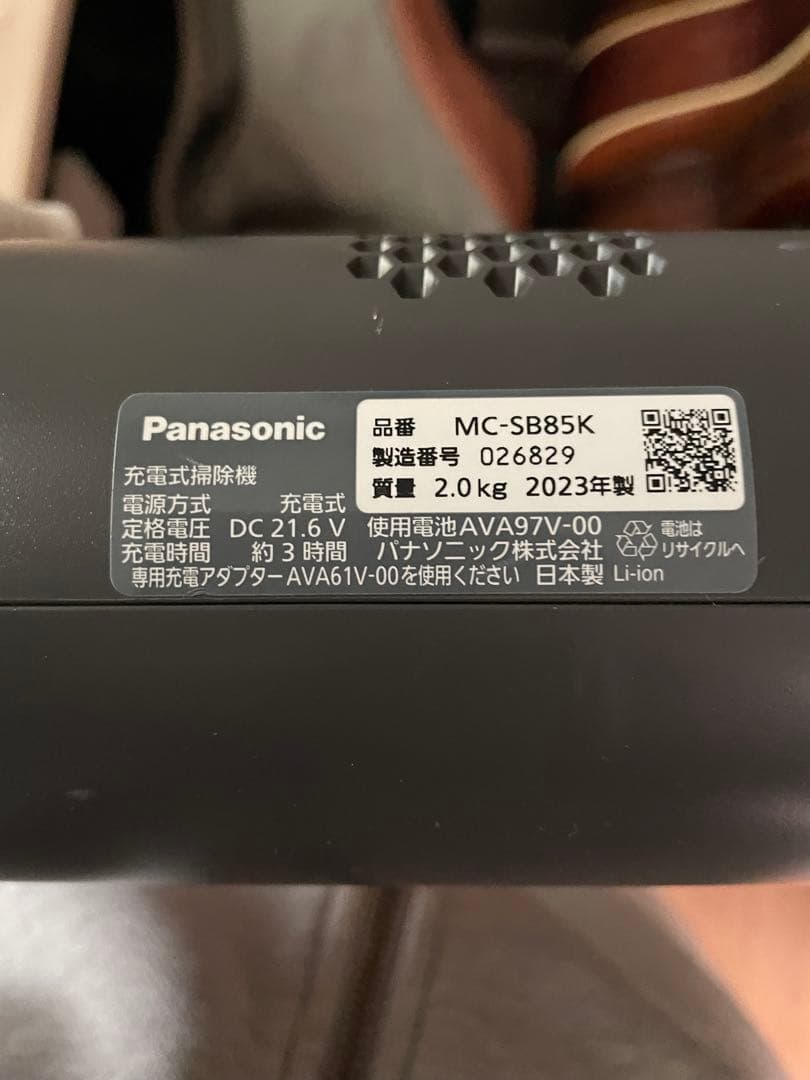 Panasonic
充電式掃除機
品番 MC-SB85K
製造番号 026829
質量 2.0kg 2023年製
電源方式 充電式
定格電圧 DC 21.6 V 使用電池AVA97V-00
充電時間 約3時間 パナソニック株式会社
電池は
リサイクルへ
専用充電アダプターAVA61V-00を使用ください 日本製 Li-ion